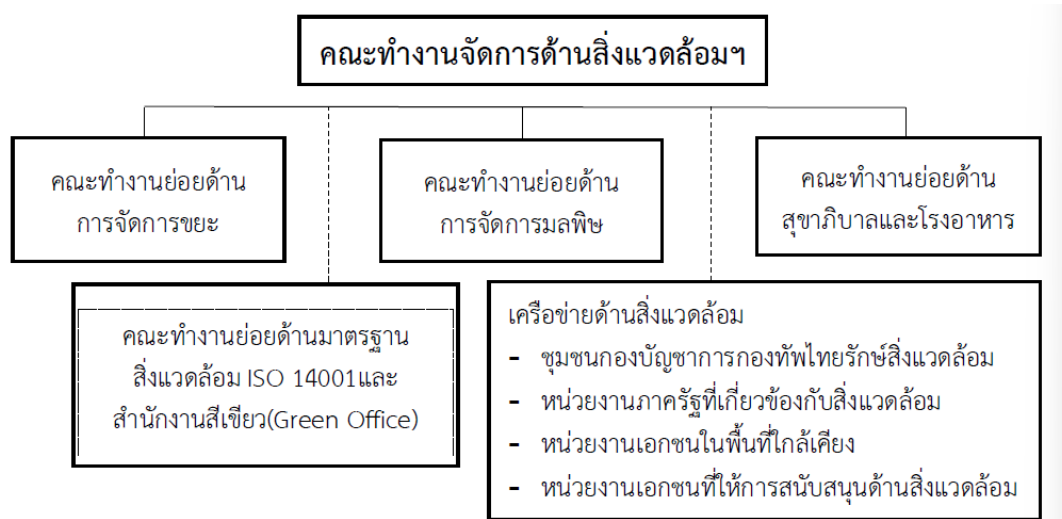 คณะทำงานจัดการด้านสิ่งแวดล้อมฯ
คณะทำงานย่อยด้าน
การจัดการขยะ
คณะทำงานย่อยด้าน
การจัดการมลพิษ
คณะทำงานย่อยด้าน
สุขาภิบาลและโรงอาหาร
คณะทำงานย่อยด้านมาตรฐาน
สิ่งแวดล้อม ISO 14001และ
สำนักงานสีเขียว(Green Office)
เครือข่ายด้านสิ่งแวดล้อม
- ชุมชนกองบัญชาการกองทัพไทยรักษ์สิ่งแวดล้อม
- หน่วยงานภาครัฐที่เกี่ยวข้องกับสิ่งแวดล้อม
- หน่วยงานเอกชนในพื้นที่ใกล้เคียง
- หน่วยงานเอกชนที่ให้การสนับสนุนด้านสิ่งแวดล้อม